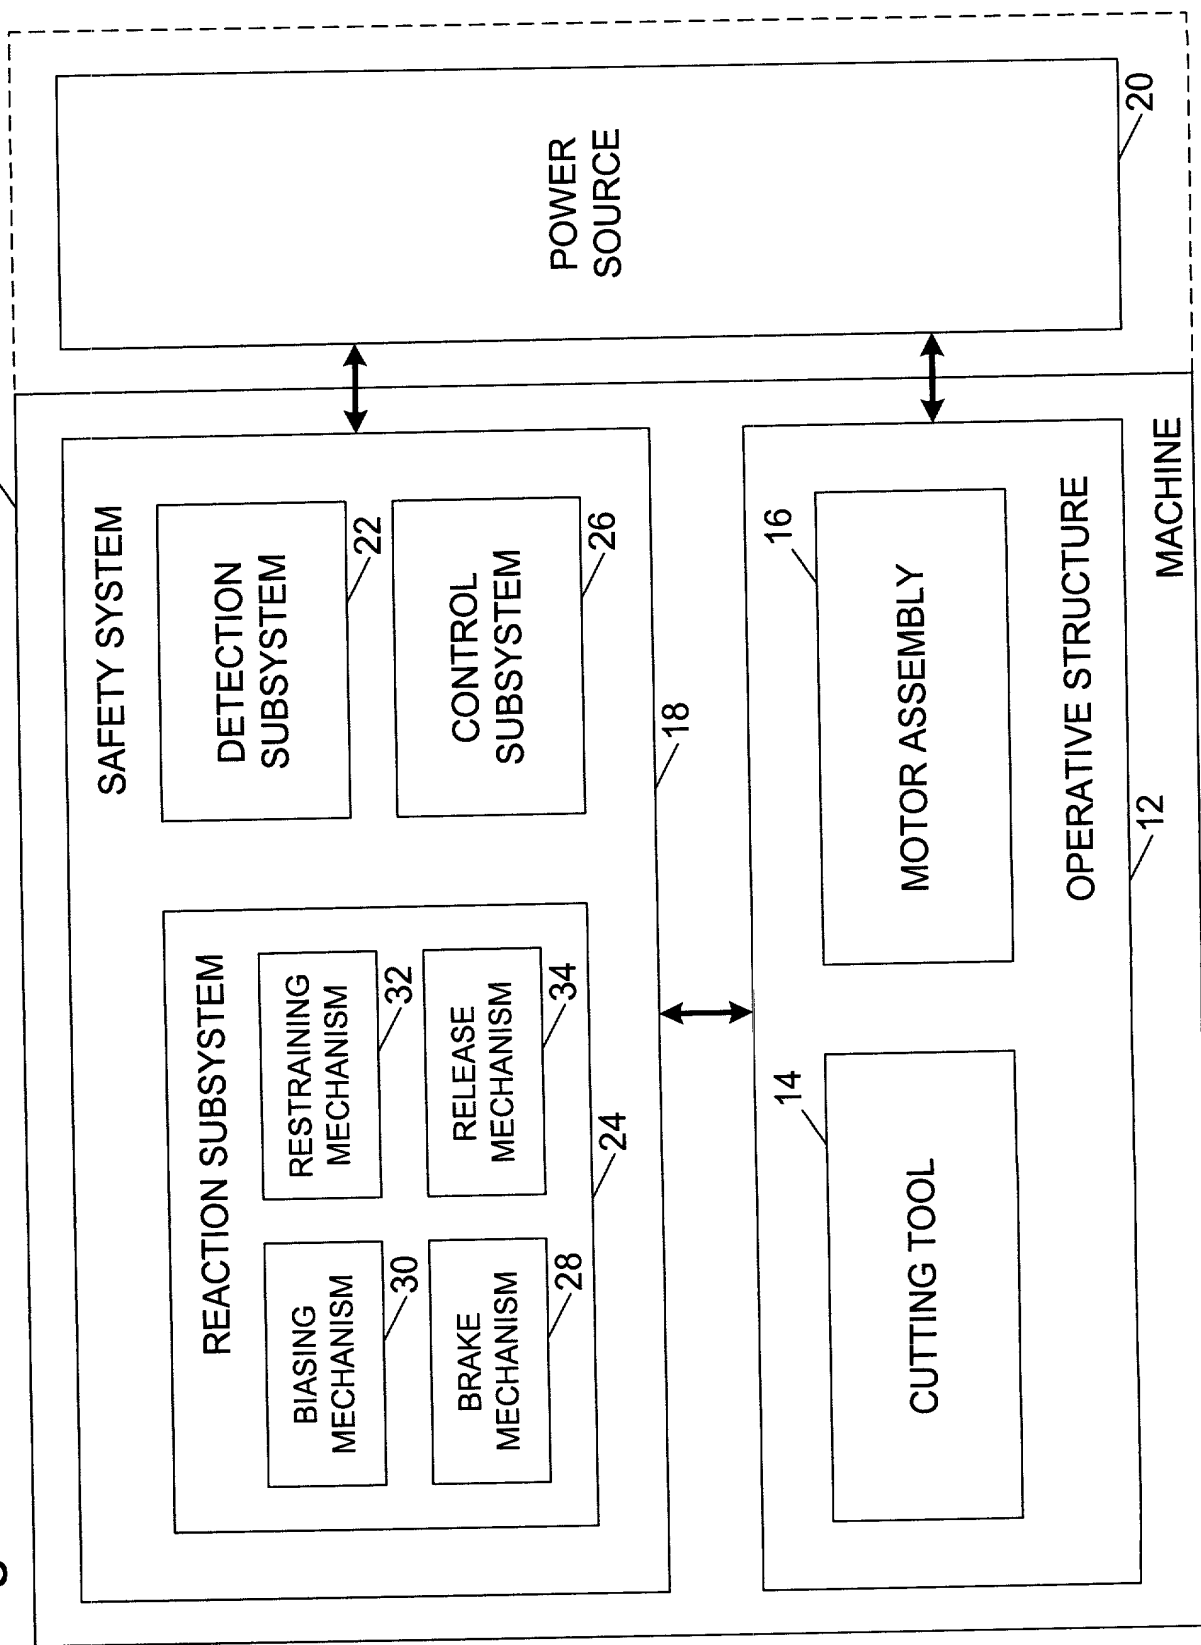 SAFETY SYSTEM
REACTION SUBSYSTEM
BIASING
MECHANISM
30
RESTRAINING
MECHANISM
32
BRAKE
MECHANISM
28
RELEASE
MECHANISM
34
24
DETECTION
SUBSYSTEM
22
CONTROL
SUBSYSTEM
26
18
14
CUTTING TOOL
16
MOTOR ASSEMBLY
OPERATIVE STRUCTURE
12
MACHINE
POWER
SOURCE
20